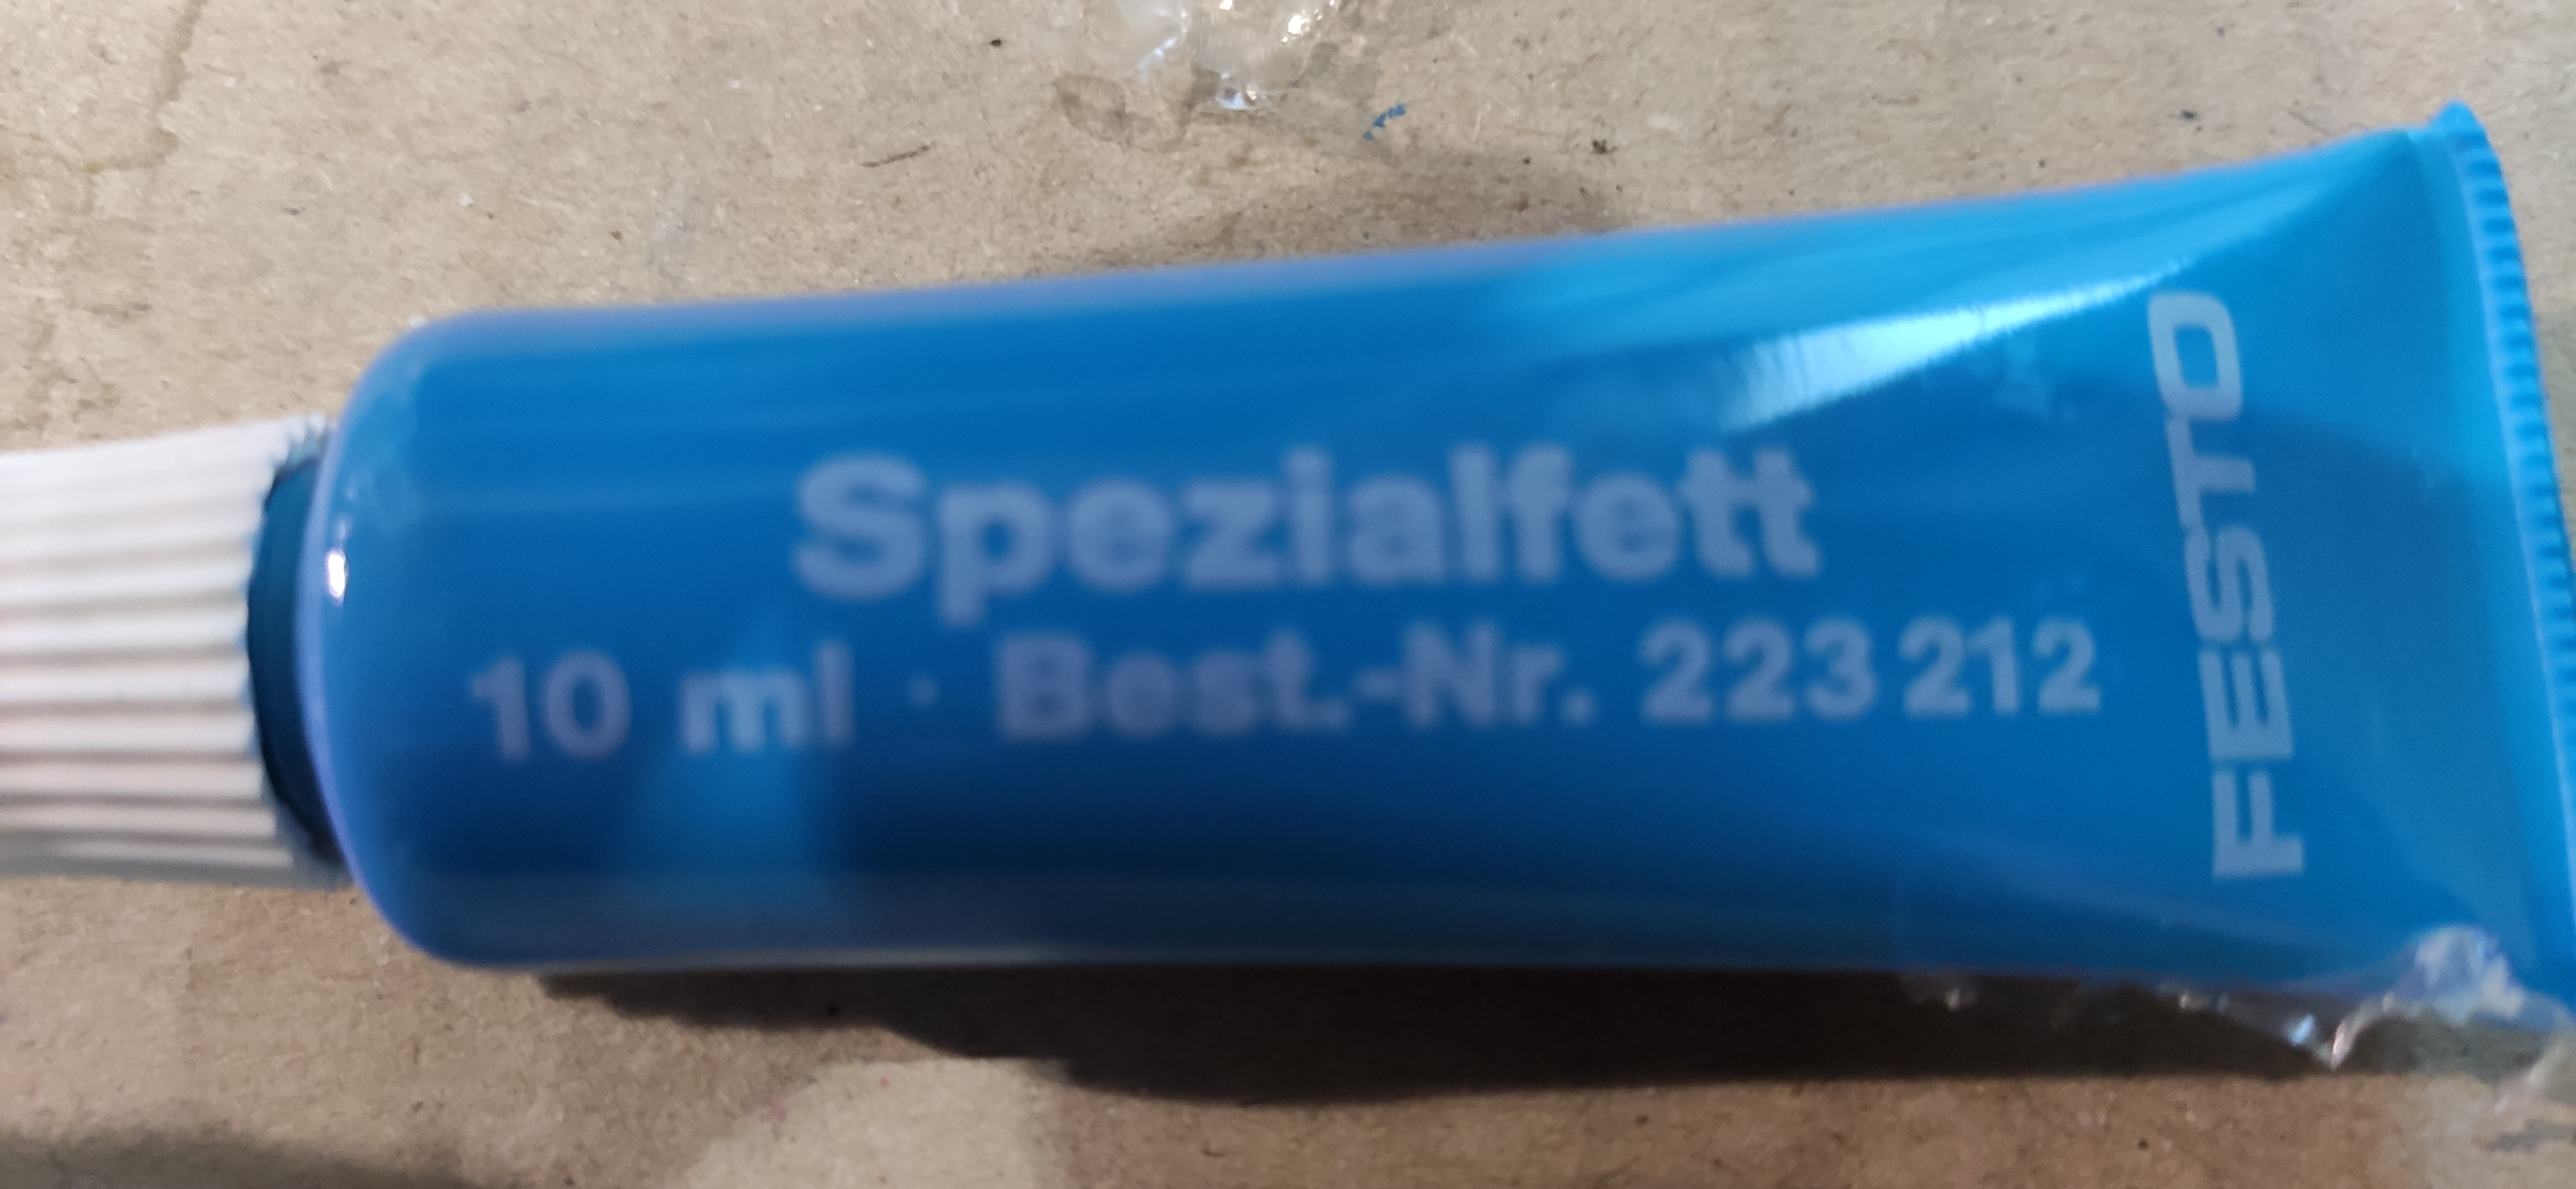 Spezialfett
10 ml · Best.-Nr. 223 212
FESTO